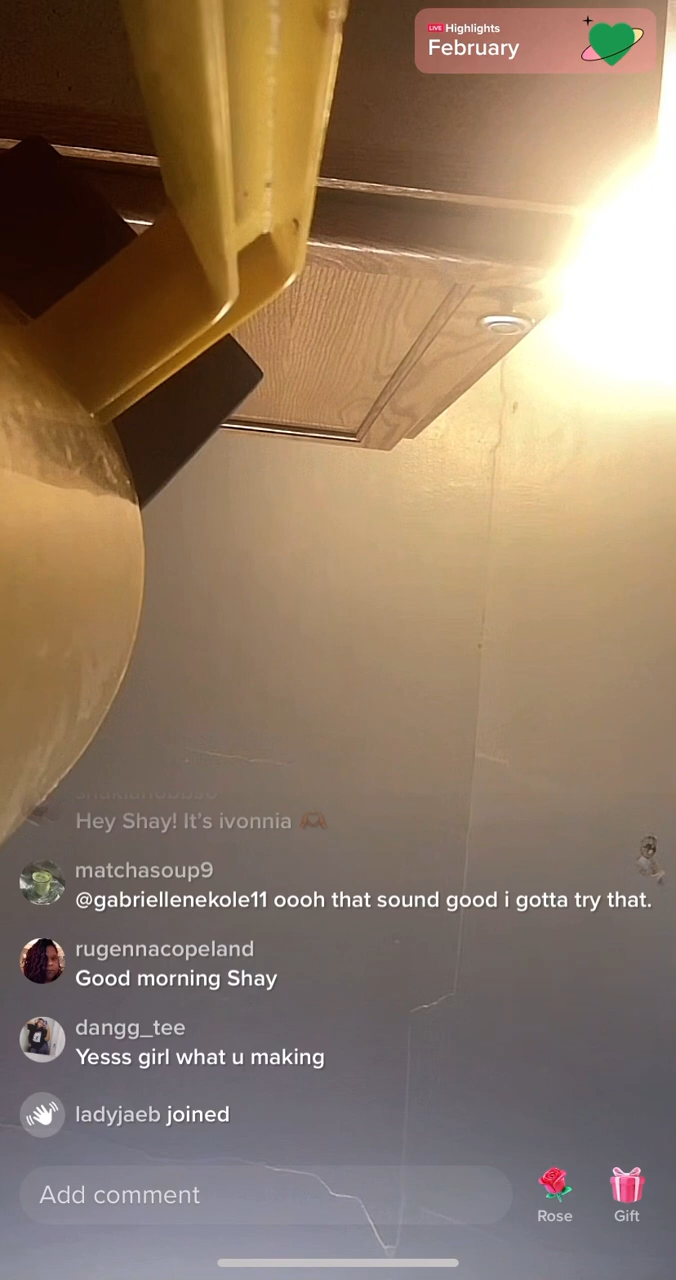 LIVE Highlights
February
Hey Shay! It's ivonnia 🫶🏾
matchasoup9
@gabriellenekole11 oooh that sound good i gotta try that.
rugennacopeland
Good morning Shay
dangg_tee
Yesss girl what u making
ladyjaeb joined
Add comment
Rose
Gift